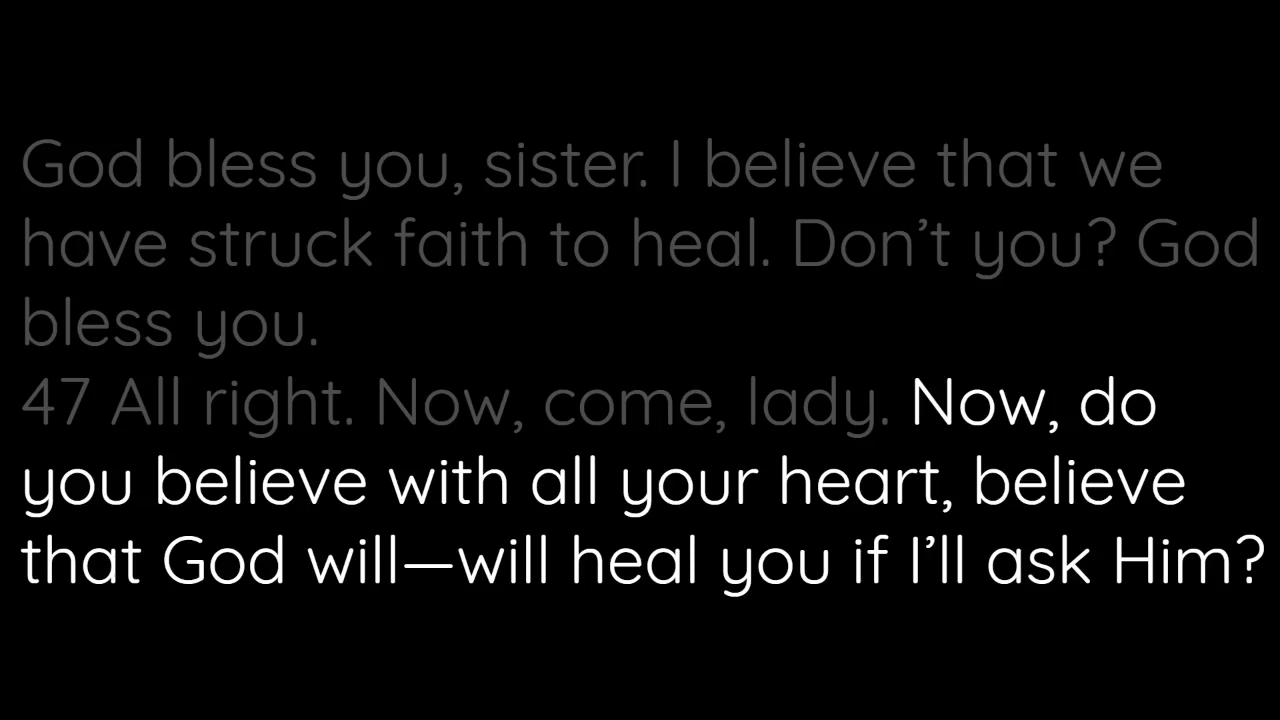 God bless you, sister. I believe that we
have struck faith to heal. Don’t you? God
bless you.
47 All right. Now, come, lady. Now, do
you believe with all your heart, believe
that God will—will heal you if I’ll ask Him?